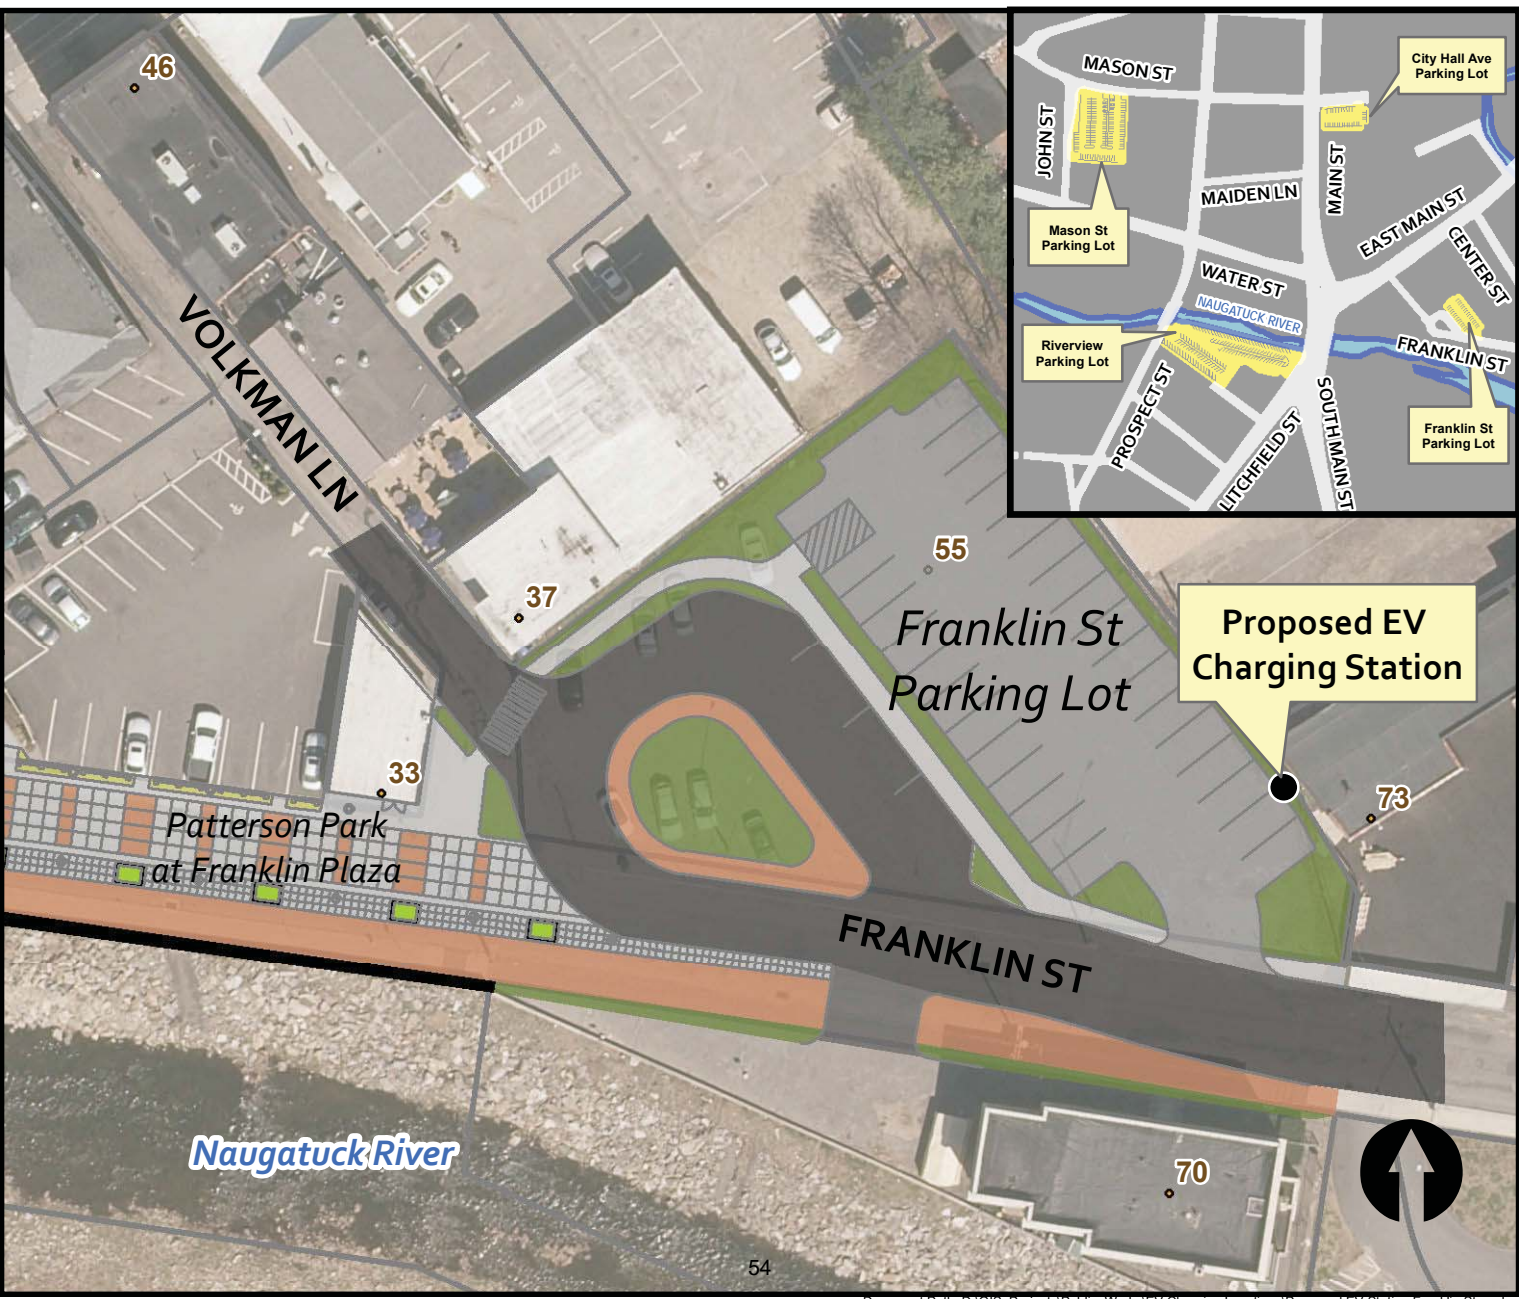 46
VOLKMAN LN
37
55
Franklin St
Parking Lot
Proposed EV
Charging Station
73
33
Patterson Park
at Franklin Plaza
FRANKLIN ST
Naugatuck River
70
54
MASON ST
City Hall Ave
Parking Lot
JOHN ST
MAIN ST
MAIDEN LN
Mason St
Parking Lot
EAST MAIN ST
CENTER ST
WATER ST
NAUGATUCK RIVER
Riverview
Parking Lot
FRANKLIN ST
PROSPECT ST
LITCHFIELD ST
SOUTH MAIN ST
Franklin St
Parking Lot